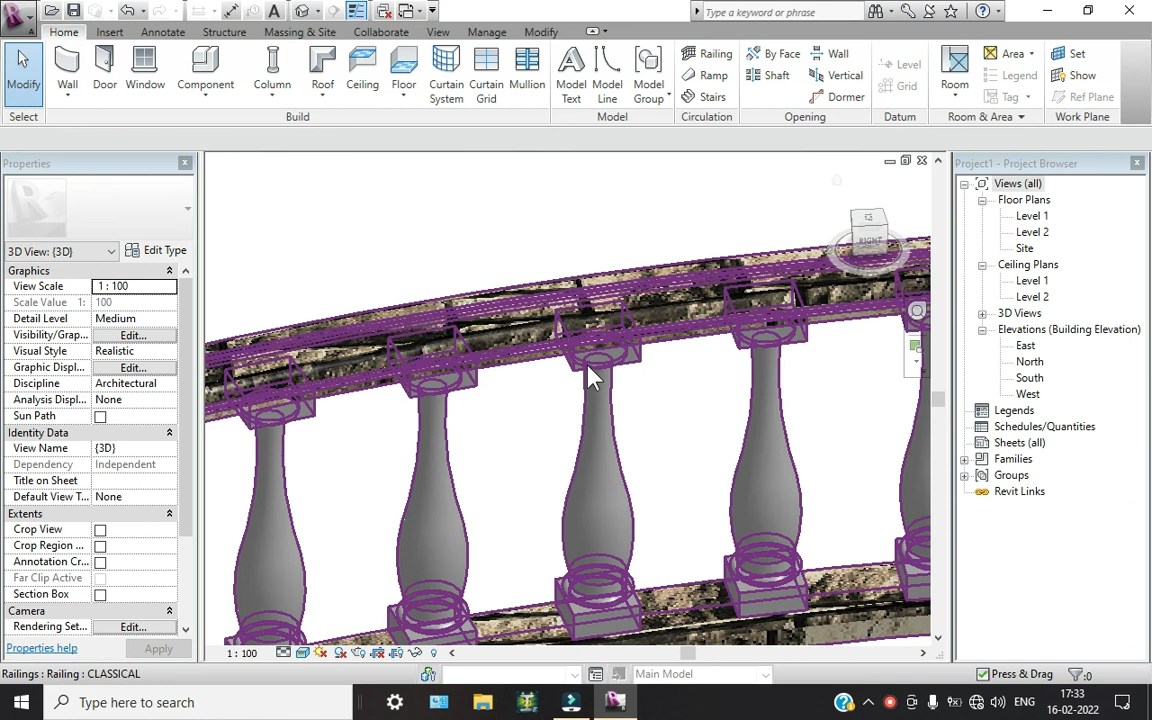 Type a keyword or phrase
Home Insert Annotate Structure Massing & Site Collaborate View Manage Modify
Modify Wall Door Window Component Column Roof Ceiling Floor Curtain System Curtain Grid Mullion Model Text Model Line Model Group Railing Ramp Stairs By Face Shaft Wall Vertical Dormer Level Grid Room Area Legend Tag Set Show Ref Plane
Select Build Model Circulation Opening Datum Room & Area Work Plane
Properties
3D View: {3D} Edit Type
Graphics
View Scale 1 : 100
Scale Value 1: 100
Detail Level Medium
Visibility/Grap... Edit...
Visual Style Realistic
Graphic Displ... Edit...
Discipline Architectural
Analysis Displ... None
Sun Path
Identity Data
View Name {3D}
Dependency Independent
Title on Sheet
Default View T... None
Extents
Crop View
Crop Region ...
Annotation Cr...
Far Clip Active
Section Box
Camera
Rendering Set... Edit...
Properties help Apply
RIGHT
Project1 - Project Browser
Views (all)
Floor Plans
Level 1
Level 2
Site
Ceiling Plans
Level 1
Level 2
3D Views
Elevations (Building Elevation)
East
North
South
West
Legends
Schedules/Quantities
Sheets (all)
Families
Groups
Revit Links
1 : 100
Railings : Railing : CLASSICAL Main Model Press & Drag :0
Type here to search ENG 17:33
16-02-2022